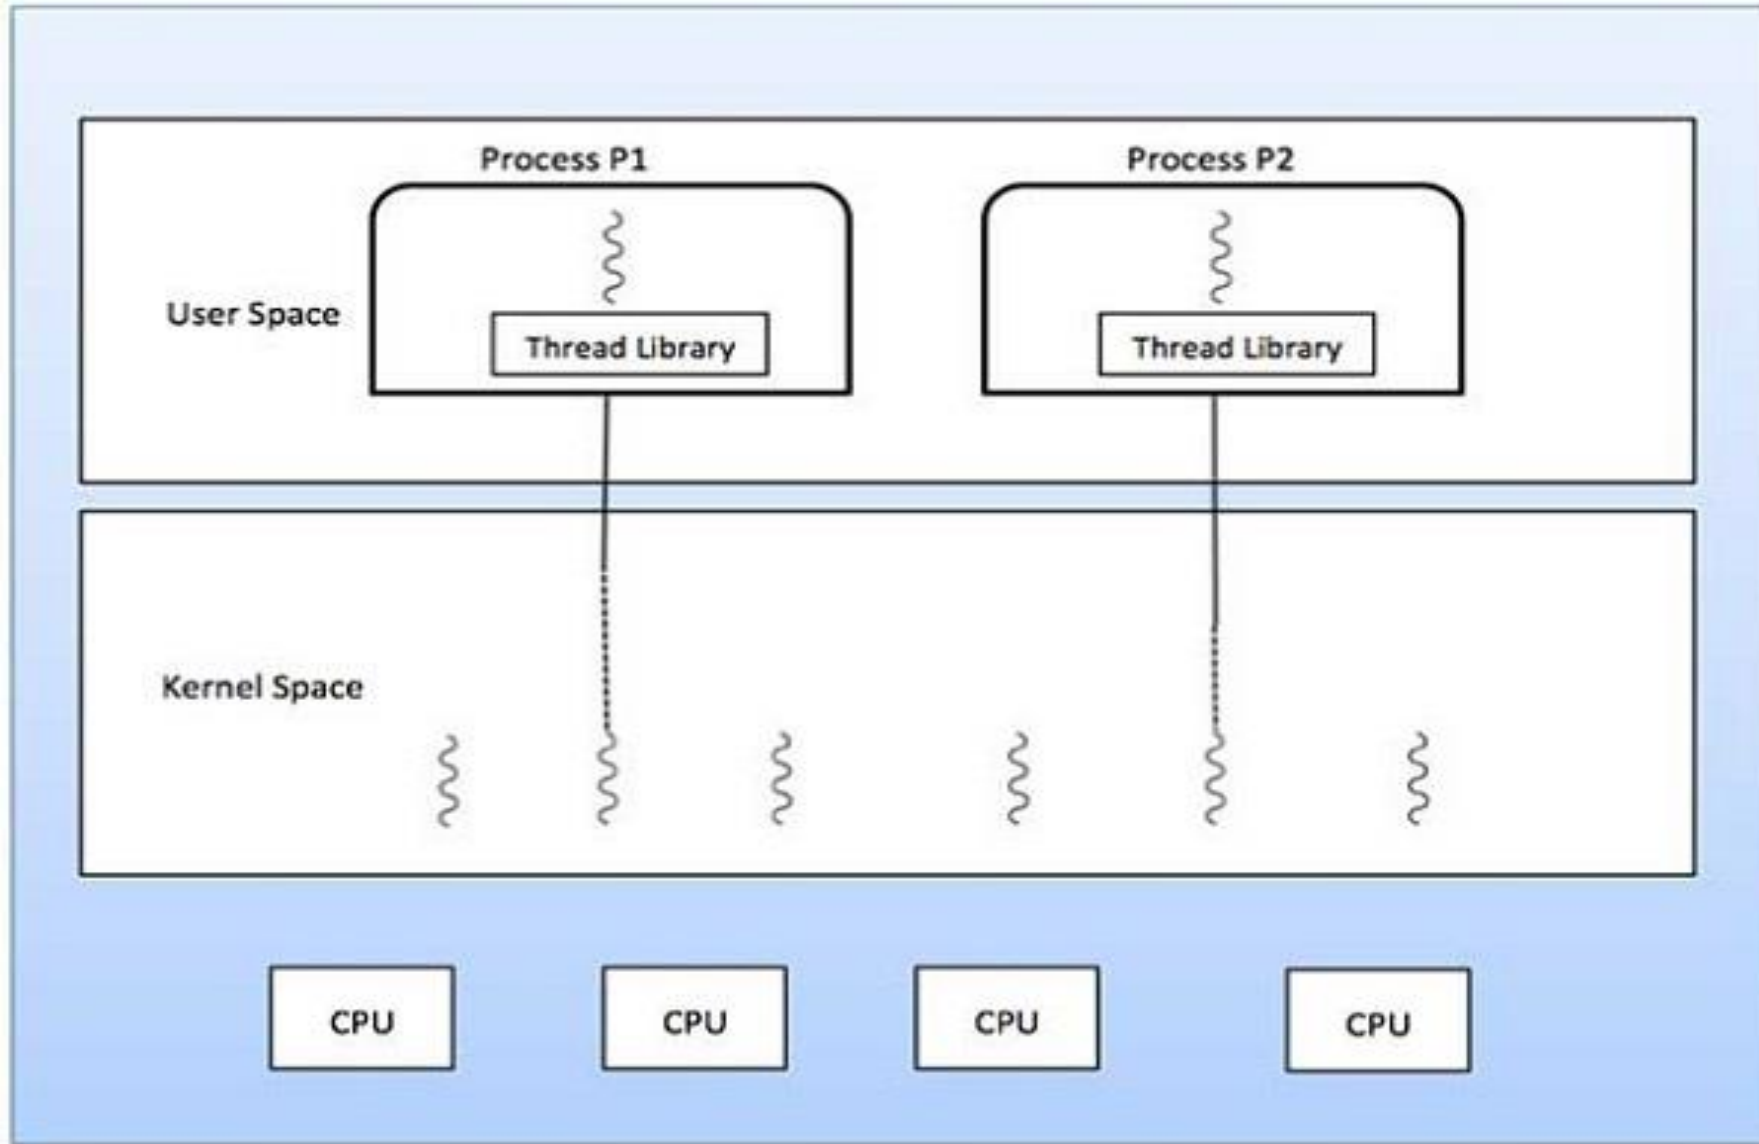 Process P1
Process P2
User Space
Thread Library
Thread Library
Kernel Space
CPU
CPU
CPU
CPU